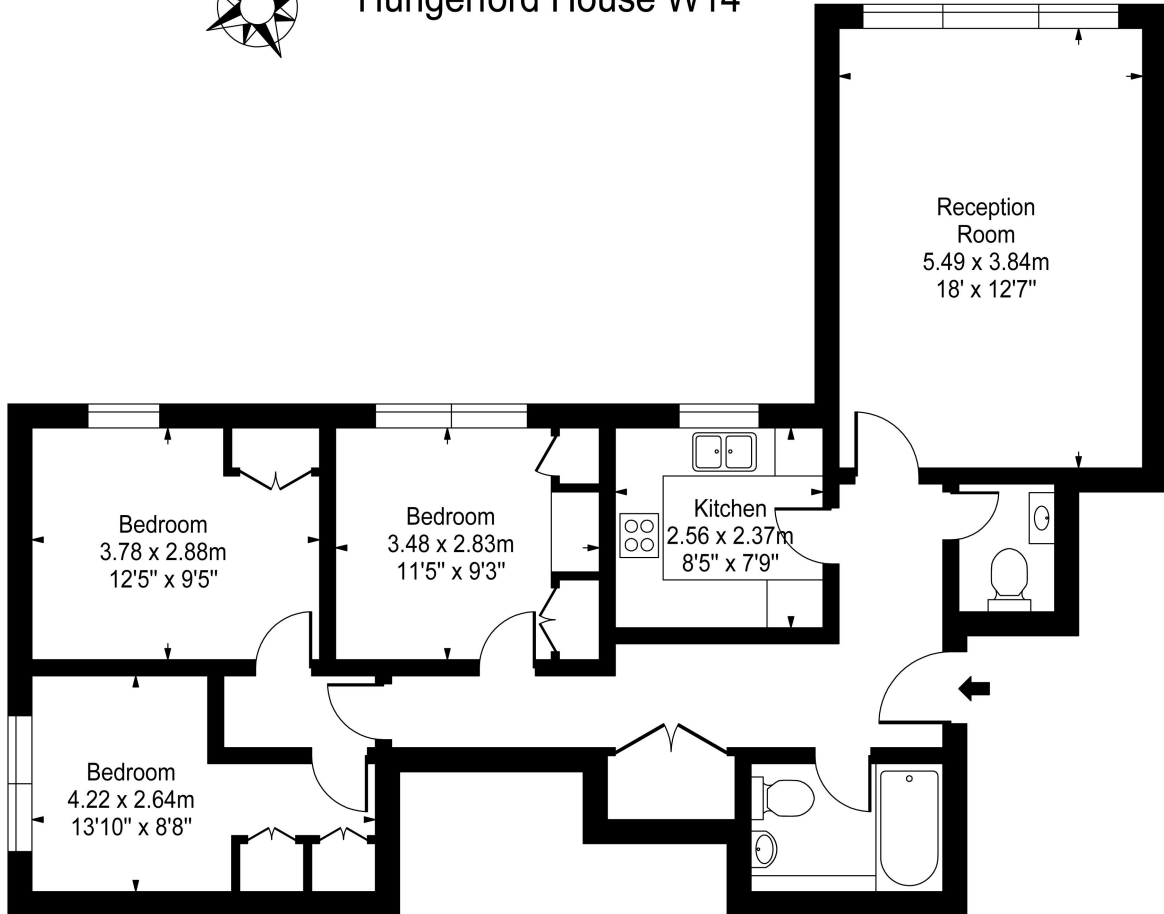 Hungerford House W14
Reception
Room
5.49 x 3.84m
18' x 12'7"
Bedroom
3.78 x 2.88m
12'5" x 9'5"
Bedroom
3.48 x 2.83m
11'5" x 9'3"
Kitchen
2.56 x 2.37m
8'5" x 7'9"
Bedroom
4.22 x 2.64m
13'10" x 8'8"